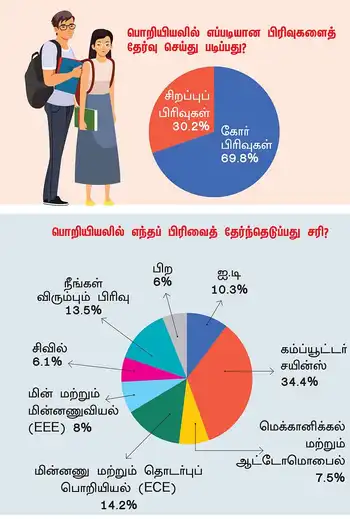 பொறியியலில் எப்படியான பிரிவுகளைத்
தேர்வு செய்து படிப்பது?
சிறப்புப்
பிரிவுகள்
30.2%
கோர்
பிரிவுகள்
69.8%
பொறியியலில் எந்தப் பிரிவைத் தேர்ந்தெடுப்பது சரி?
பிற
6%
ஐ.டி
10.3%
நீங்கள்
விரும்பும் பிரிவு
13.5%
கம்ப்யூட்டர்
சயின்ஸ்
34.4%
சிவில்
6.1%
மின் மற்றும்
மின்னணுவியல்
(EEE) 8%
மெக்கானிக்கல்
மற்றும்
ஆட்டோமொபைல்
7.5%
மின்னணு மற்றும் தொடர்புப்
பொறியியல் (ECE)
14.2%